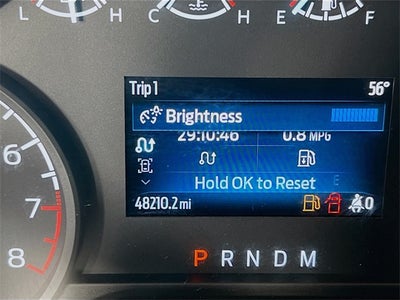 L H C H E F
Trip 1 56°
Brightness
29:10:46 0.8 MPG
Hold OK to Reset
48210.2 mi 0
6
7
8
P R N D M